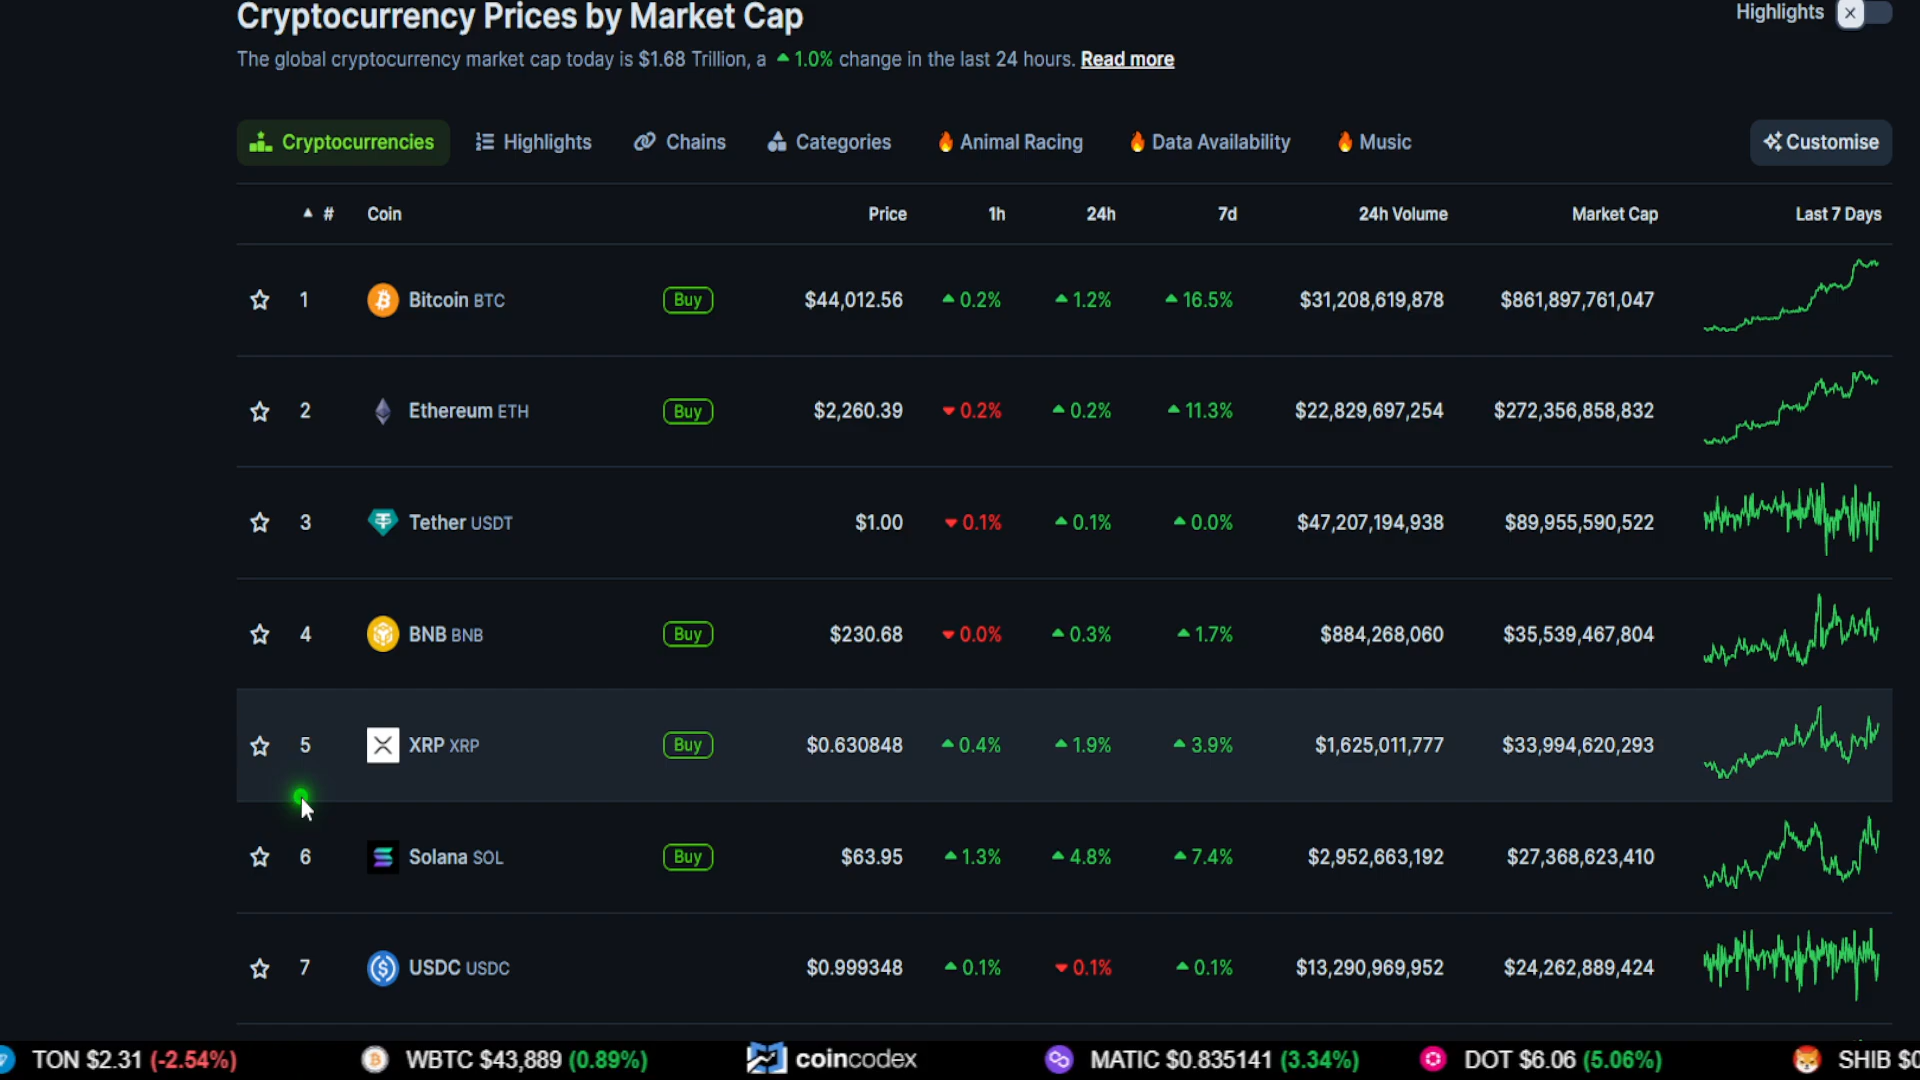 Cryptocurrency Prices by Market Cap
Highlights
The global cryptocurrency market cap today is $1.68 Trillion, a 1.0% change in the last 24 hours. Read more
Cryptocurrencies Highlights Chains Categories Animal Racing Data Availability Music Customise
# Coin Price 1h 24h 7d 24h Volume Market Cap Last 7 Days
1 Bitcoin BTC Buy $44,012.56 0.2% 1.2% 16.5% $31,208,619,878 $861,897,761,047
2 Ethereum ETH Buy $2,260.39 0.2% 0.2% 11.3% $22,829,697,254 $272,356,858,832
3 Tether USDT $1.00 0.1% 0.1% 0.0% $47,207,194,938 $89,955,590,522
4 BNB BNB Buy $230.68 0.0% 0.3% 1.7% $884,268,060 $35,539,467,804
5 XRP XRP Buy $0.630848 0.4% 1.9% 3.9% $1,625,011,777 $33,994,620,293
6 Solana SOL Buy $63.95 1.3% 4.8% 7.4% $2,952,663,192 $27,368,623,410
7 USDC USDC $0.999348 0.1% 0.1% 0.1% $13,290,969,952 $24,262,889,424
TON $2.31 (-2.54%) WBTC $43,889 (0.89%) coincodex MATIC $0.835141 (3.34%) DOT $6.06 (5.06%) SHIB $0